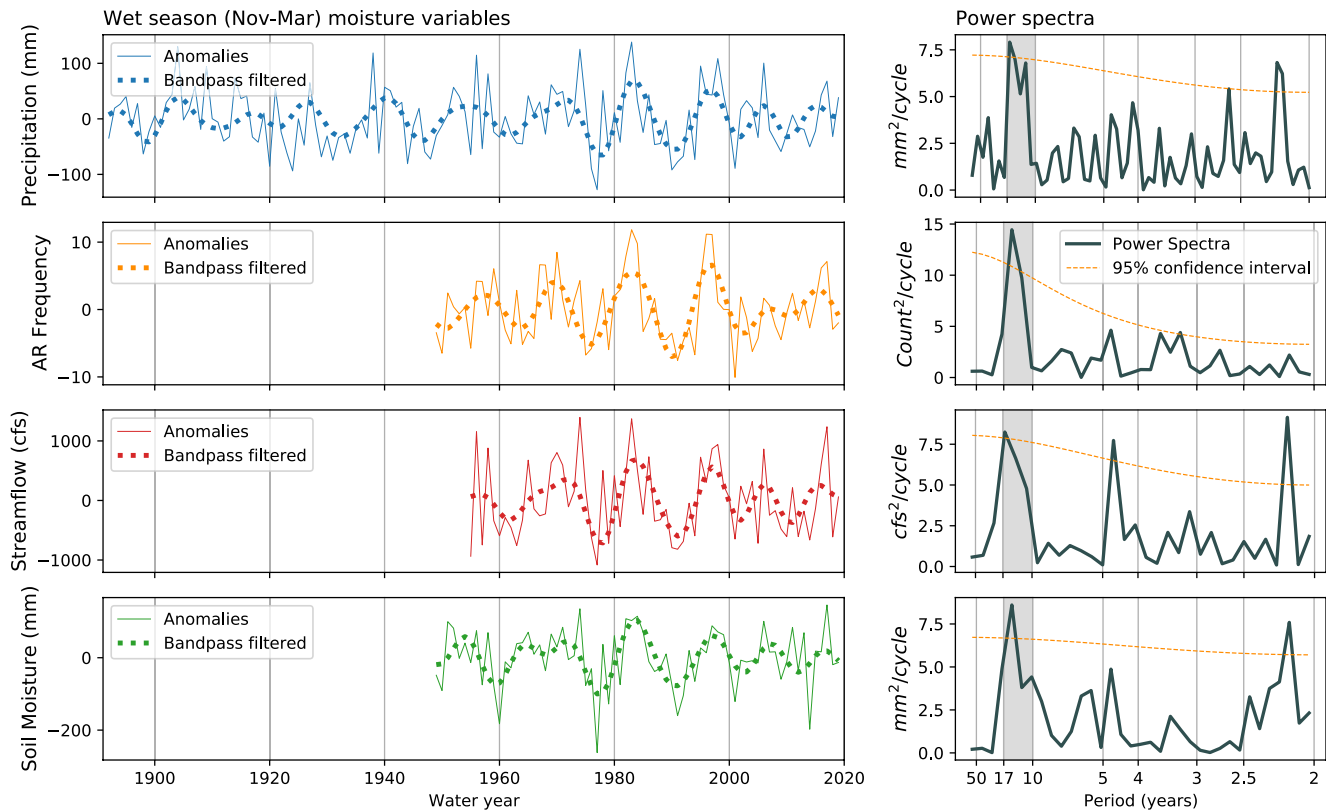 Wet season (Nov-Mar) moisture variables
Power spectra
Precipitation (mm)
100
0
−100
Anomalies
Bandpass filtered
mm²/cycle
7.5
5.0
2.5
0.0
AR Frequency
10
0
−10
Anomalies
Bandpass filtered
Count²/cycle
15
10
5
0
Power Spectra
95% confidence interval
Streamflow (cfs)
1000
0
−1000
Anomalies
Bandpass filtered
cfs²/cycle
7.5
5.0
2.5
0.0
Soil Moisture (mm)
0
−200
Anomalies
Bandpass filtered
mm²/cycle
7.5
5.0
2.5
0.0
1900 1920 1940 1960 1980 2000 2020
Water year
50 17 10 5 4 3 2.5 2
Period (years)